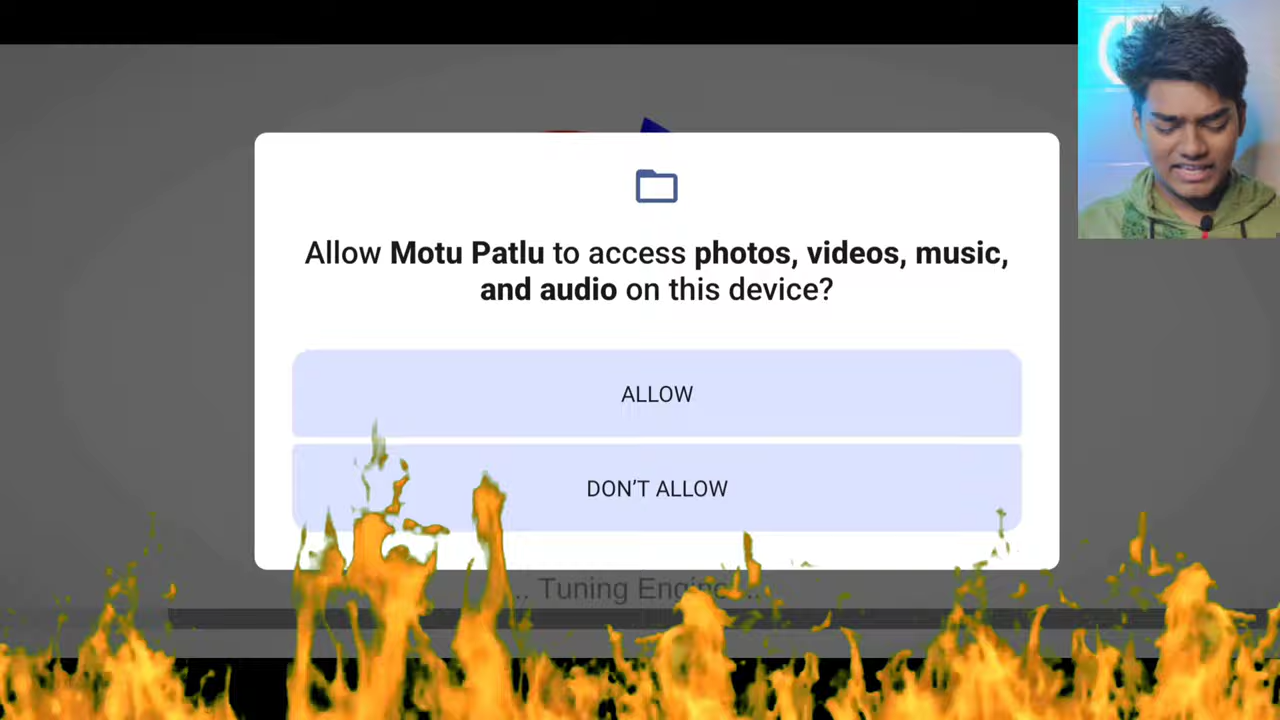 Allow Motu Patlu to access photos, videos, music,
and audio on this device?
ALLOW
DON'T ALLOW
.. Tuning Engine ..